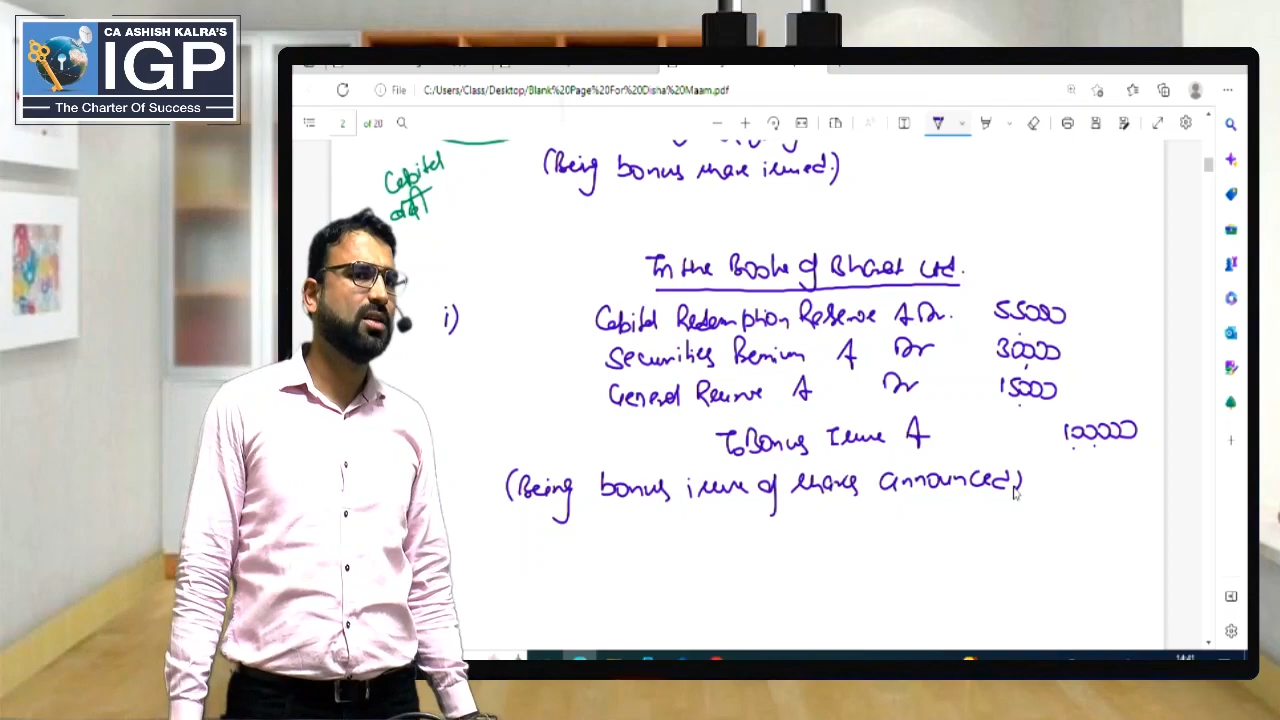 CA ASHISH KALRA'S
IGP
The Charter Of Success
File C:/Users/Class/Desktop/Blank%20Page%20For%20Disha%20Maam.pdf
2 of 20
(Being bonus share issued.)
Capital
In the Books of Bharat Ltd.
i) Capital Redemption Reserve A Dr. 55000
Securities Premium A Dr 30000
General Reserve A Dr 15000
To Bonus Issue A 100000
(Being bonus issue of shares announced)
14:41